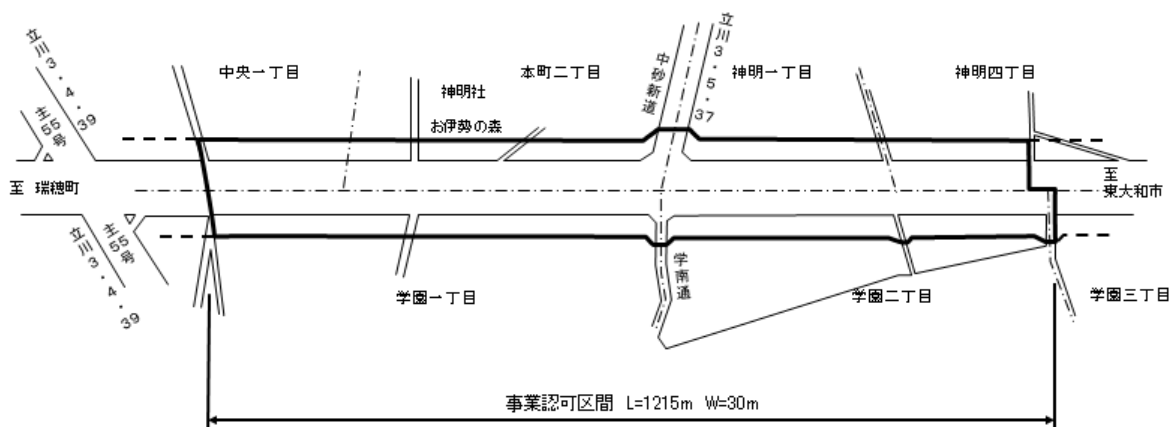 立川3・4・39
主55号
中央一丁目
神明社
お伊勢の森
本町二丁目
中砂新道
立川3・5・37
神明一丁目
神明四丁目
至 瑞穂町
至
東大和市
立川3・4・39
主55号
学園一丁目
学南通
学園二丁目
学園三丁目
事業認可区間 L=1215m W=30m